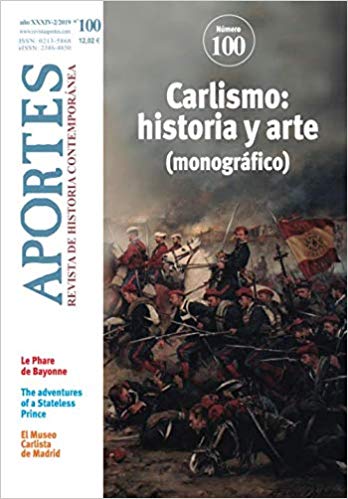 año XXXIV-2/2019 nº 100
www.revistaaportes.com
ISSN: 0213-5868
eISSN: 2386-4850
12,02 €
APORTES
REVISTA DE HISTORIA CONTEMPORÁNEA
Número
100
Carlismo:
historia y arte
(monográfico)
Le Phare
de Bayonne
The adventures
of a Stateless
Prince
El Museo
Carlista
de Madrid